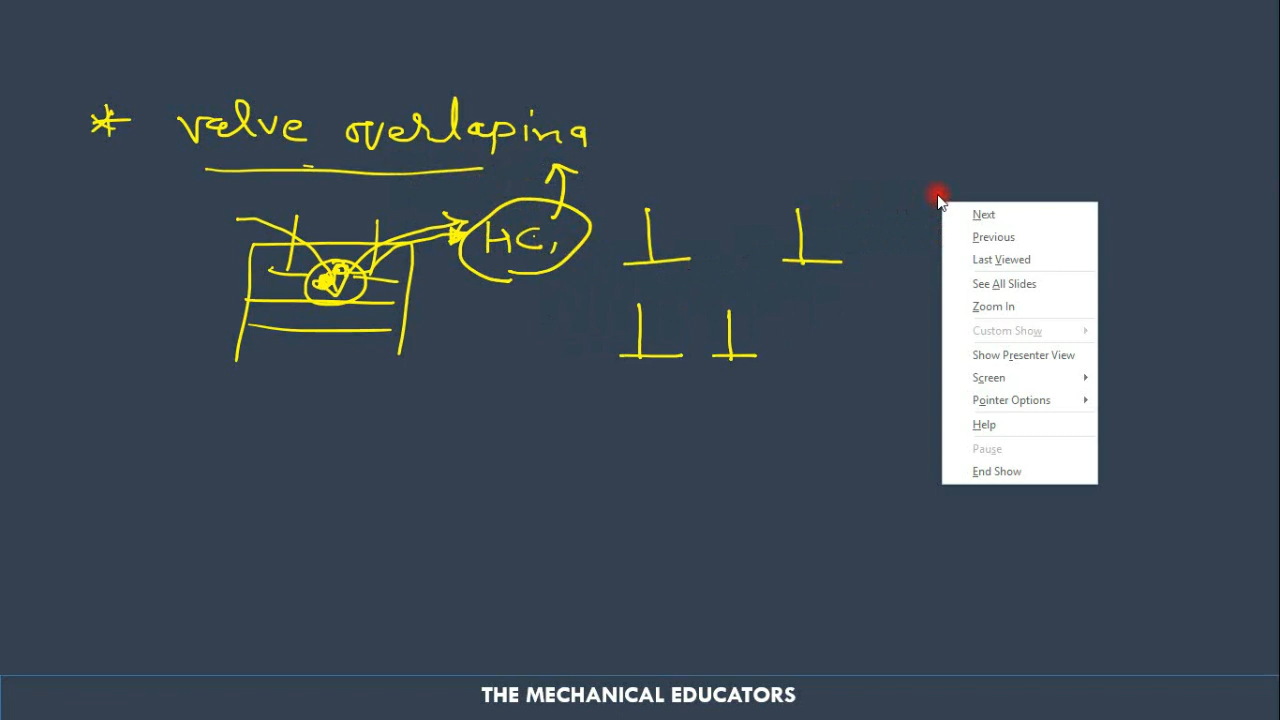 * valve overlaping
HC,
Next
Previous
Last Viewed
See All Slides
Zoom In
Custom Show
Show Presenter View
Screen
Pointer Options
Help
Pause
End Show
THE MECHANICAL EDUCATORS